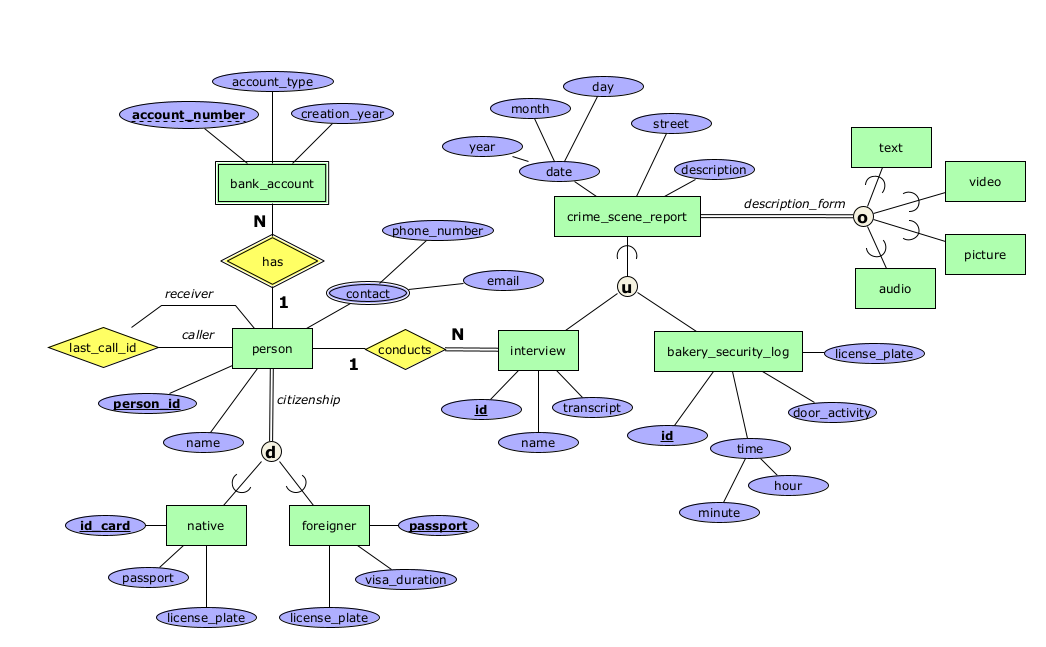 account_type
account_number
creation_year
bank_account
N
has
1
phone_number
contact
email
receiver
caller
last_call_id
person
1
conducts
N
interview
person_id
name
citizenship
d
native
foreigner
id_card
passport
license_plate
passport
visa_duration
license_plate
id
name
transcript
day
month
year
date
street
description
crime_scene_report
description_form
o
text
video
picture
audio
u
bakery_security_log
license_plate
door_activity
id
time
hour
minute